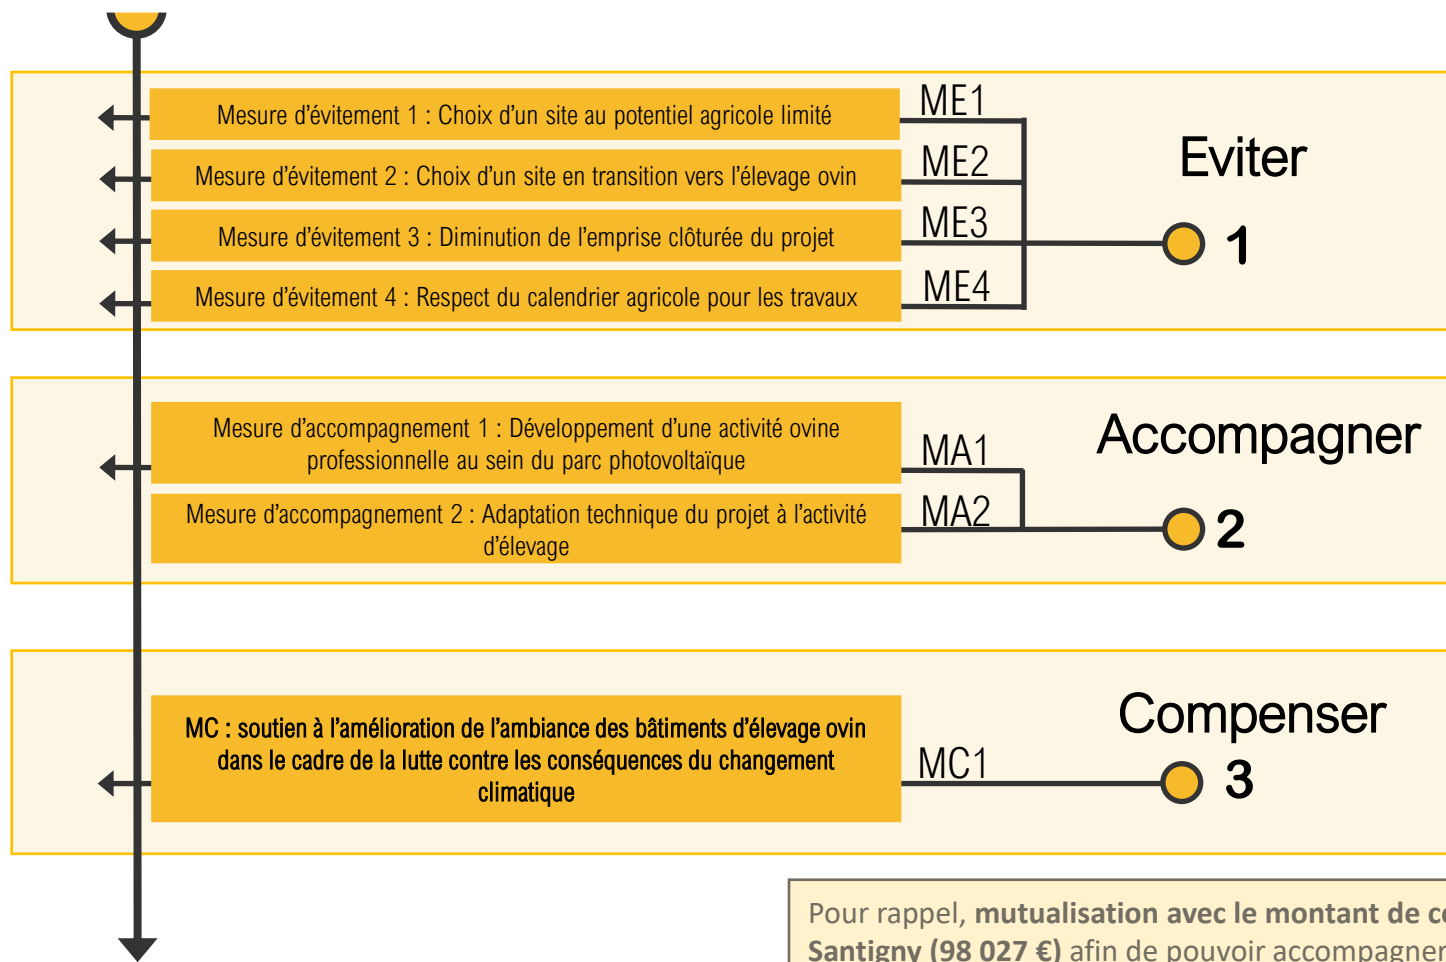 Mesure d’évitement 1 : Choix d’un site au potentiel agricole limité
ME1
Mesure d’évitement 2 : Choix d’un site en transition vers l’élevage ovin
ME2
Mesure d’évitement 3 : Diminution de l’emprise clôturée du projet
ME3
Mesure d’évitement 4 : Respect du calendrier agricole pour les travaux
ME4
Eviter
1
Mesure d’accompagnement 1 : Développement d’une activité ovine
professionnelle au sein du parc photovoltaïque
MA1
Mesure d’accompagnement 2 : Adaptation technique du projet à l’activité
d’élevage
MA2
Accompagner
2
MC : soutien à l’amélioration de l’ambiance des bâtiments d’élevage ovin
dans le cadre de la lutte contre les conséquences du changement
climatique
MC1
Compenser
3
Pour rappel, mutualisation avec le montant de
Santigny (98 027 €) afin de pouvoir accompagner